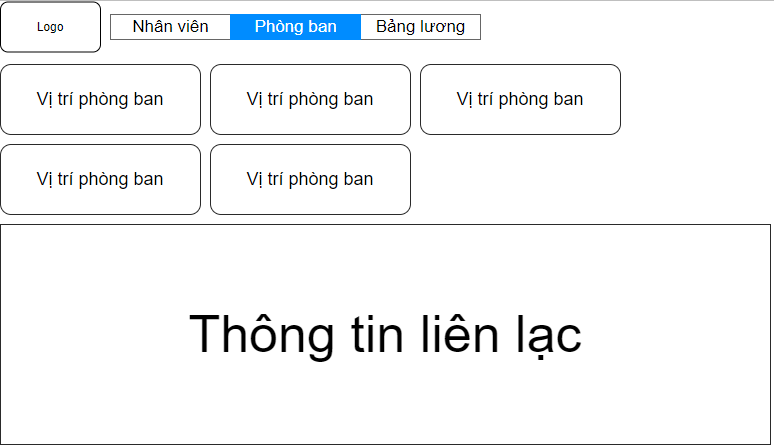 Logo
Nhân viên Phòng ban Bảng lương
Vị trí phòng ban Vị trí phòng ban Vị trí phòng ban
Vị trí phòng ban Vị trí phòng ban
Thông tin liên lạc